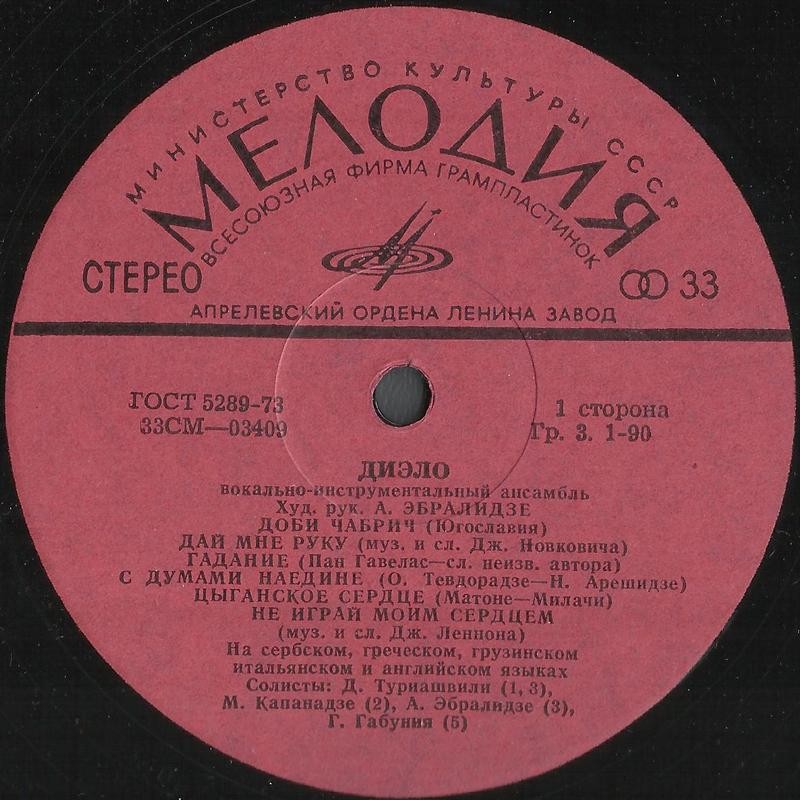 МИНИСТЕРСТВО КУЛЬТУРЫ СССР
МЕЛОДИЯ
ВСЕСОЮЗНАЯ ФИРМА ГРАМПЛАСТИНОК
СТЕРЕО
33
АПРЕЛЕВСКИЙ ОРДЕНА ЛЕНИНА ЗАВОД
ГОСТ 5289-73
33СМ—03409
1 сторона
Гр. 3. 1-90
ДИЭЛО
вокально-инструментальный ансамбль
Худ. рук. А. ЭБРАЛИДЗЕ
ДОБИ ЧАБРИЧ (Югославия)
ДАЙ МНЕ РУКУ (муз. и сл. Дж. Новковича)
ГАДАНИЕ (Пан Гавелас—сл. неизв. автора)
С ДУМАМИ НАЕДИНЕ (О. Тевдорадзе—Н. Арешидзе)
ЦЫГАНСКОЕ СЕРДЦЕ (Матоне—Милачи)
НЕ ИГРАЙ МОИМ СЕРДЦЕМ
(муз. и сл. Дж. Леннона)
На сербском, греческом, грузинском
итальянском и английском языках
Солисты: Д. Туриашвили (1, 3),
М. Капанадзе (2), А. Эбралидзе (3),
Г. Габуния (5)